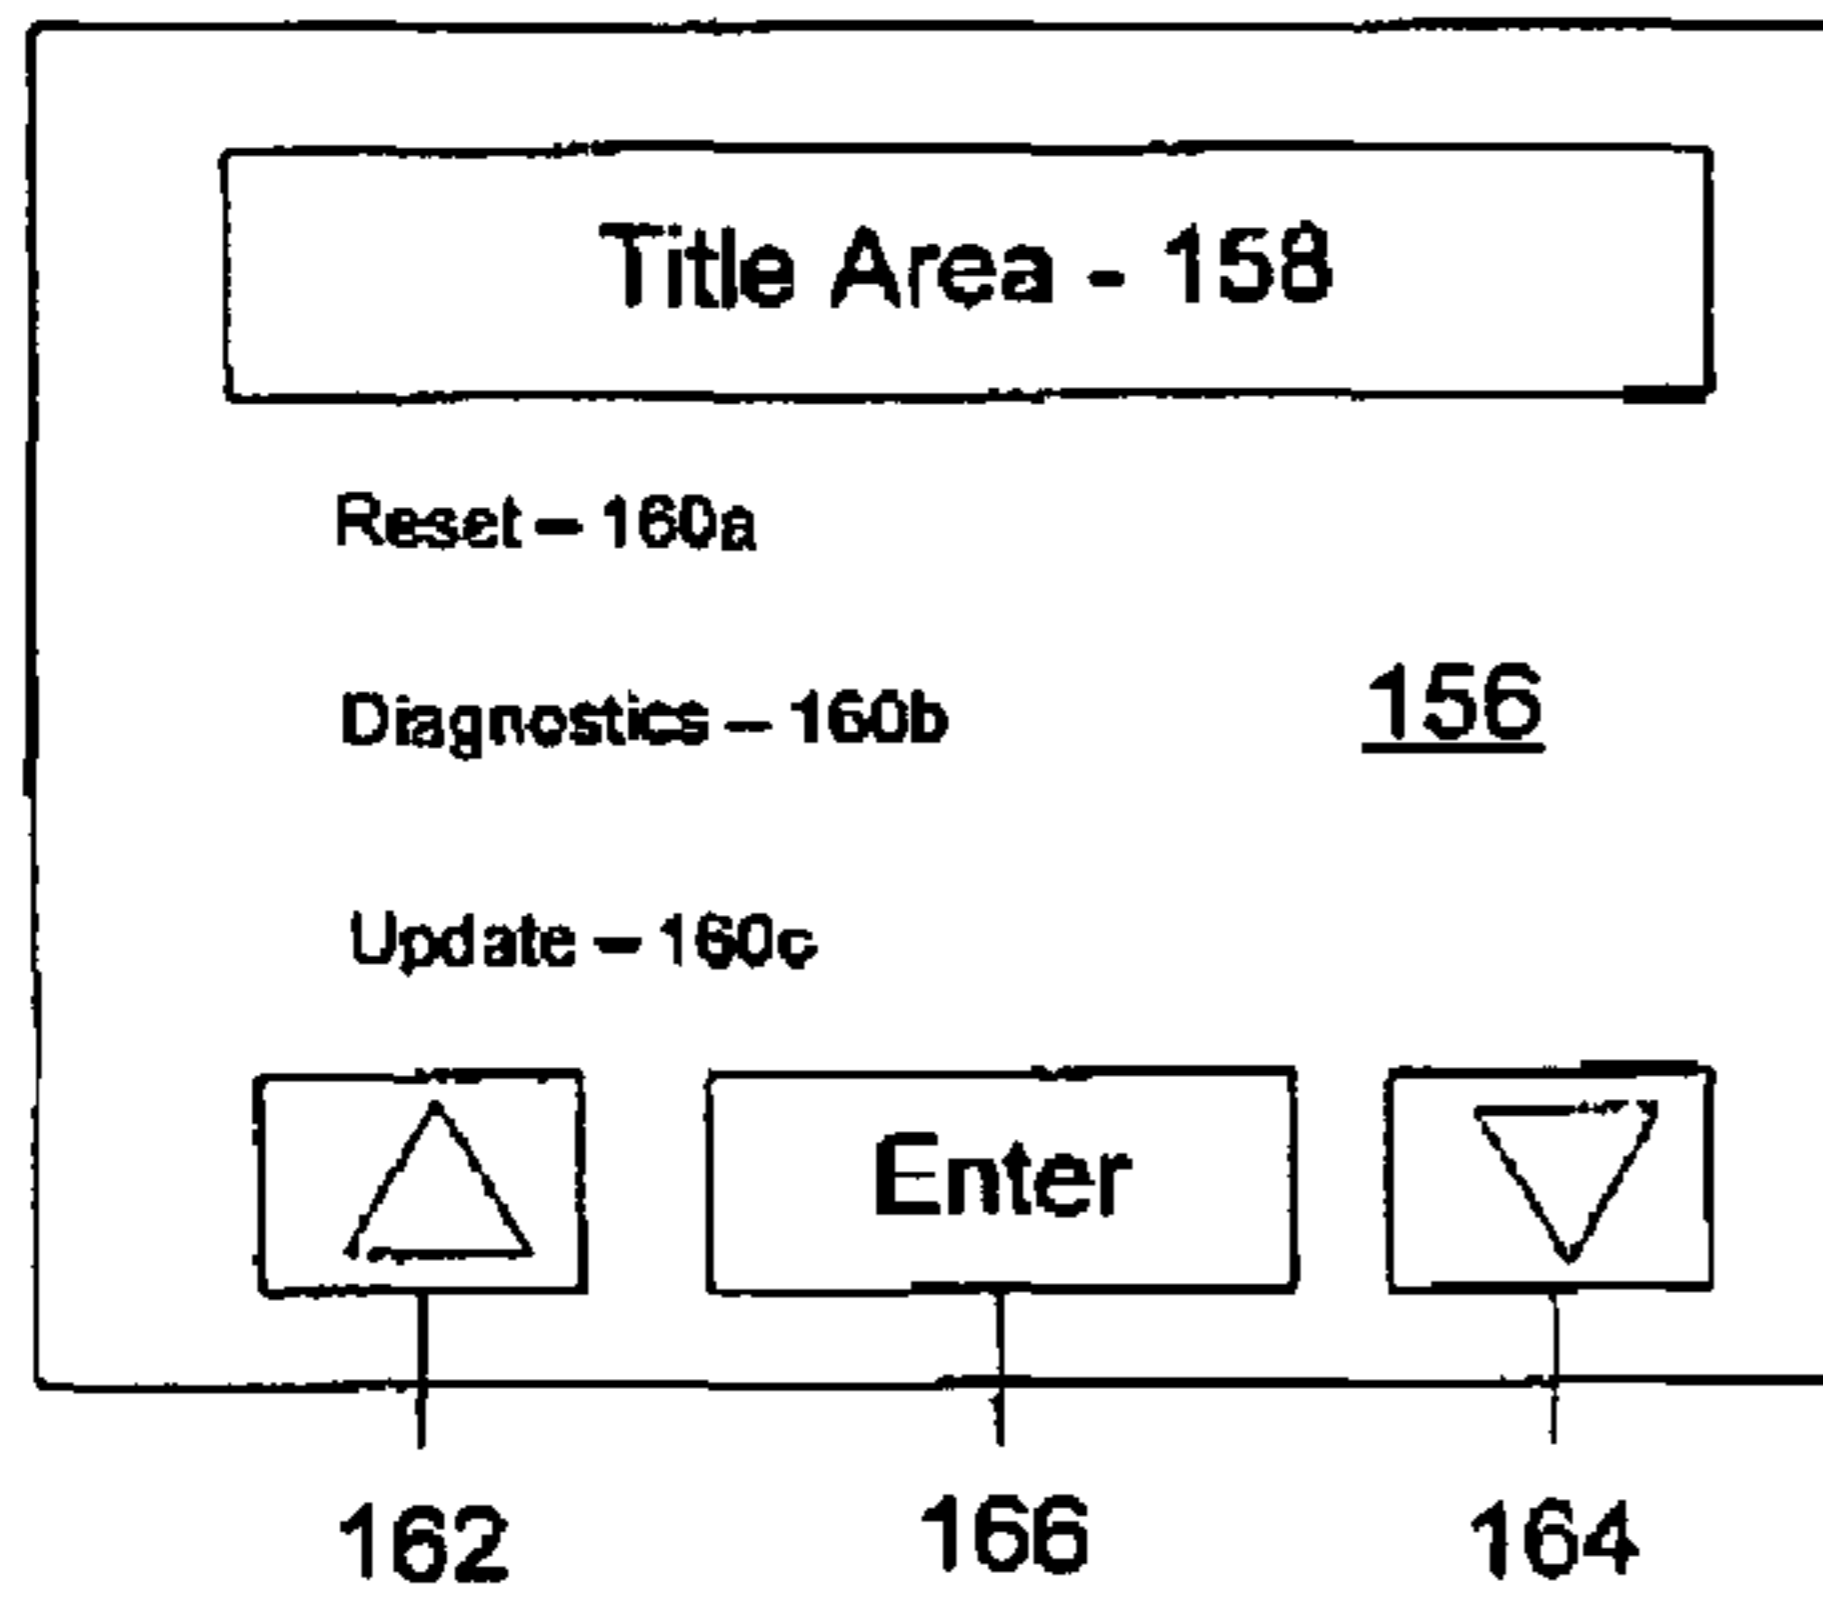 Title Area - 158
Reset – 160a
Diagnostics – 160b
156
Update – 160c
Enter
162
166
164